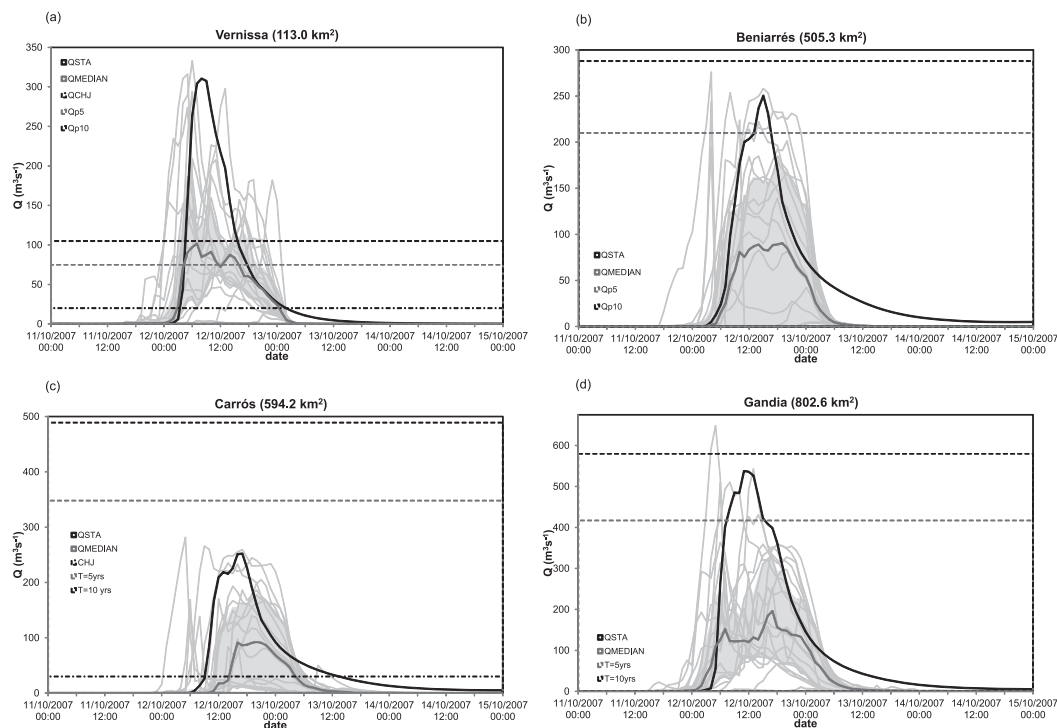 (a)
Vernissa (113.0 km²)
350
300
250
200
150
100
50
0
Q (m³s⁻¹)
QSTA
QMEDIAN
QCHJ
Qp5
Qp10
11/10/2007 11/10/2007 12/10/2007 12/10/2007 13/10/2007 13/10/2007 14/10/2007 14/10/2007 15/10/2007
00:00 12:00 00:00 12:00 00:00 12:00 00:00 12:00 00:00
date
(b)
Beniarrés (505.3 km²)
300
250
200
150
100
50
0
Q (m³s⁻¹)
QSTA
QMEDIAN
Qp5
Qp10
11/10/2007 11/10/2007 12/10/2007 12/10/2007 13/10/2007 13/10/2007 14/10/2007 14/10/2007 15/10/2007
00:00 12:00 00:00 12:00 00:00 12:00 00:00 12:00 00:00
date
(c)
Carrós (594.2 km²)
500
400
300
200
100
0
Q (m³s⁻¹)
QSTA
QMEDIAN
CHJ
T=5yrs
T=10 yrs
11/10/2007 11/10/2007 12/10/2007 12/10/2007 13/10/2007 13/10/2007 14/10/2007 14/10/2007 15/10/2007
00:00 12:00 00:00 12:00 00:00 12:00 00:00 12:00 00:00
date
(d)
Gandia (802.6 km²)
600
500
400
300
200
100
0
Q (m³s⁻¹)
QSTA
QMEDIAN
T=5yrs
T=10yrs
11/10/2007 11/10/2007 12/10/2007 12/10/2007 13/10/2007 13/10/2007 14/10/2007 14/10/2007 15/10/2007
00:00 12:00 00:00 12:00 00:00 12:00 00:00 12:00 00:00
date